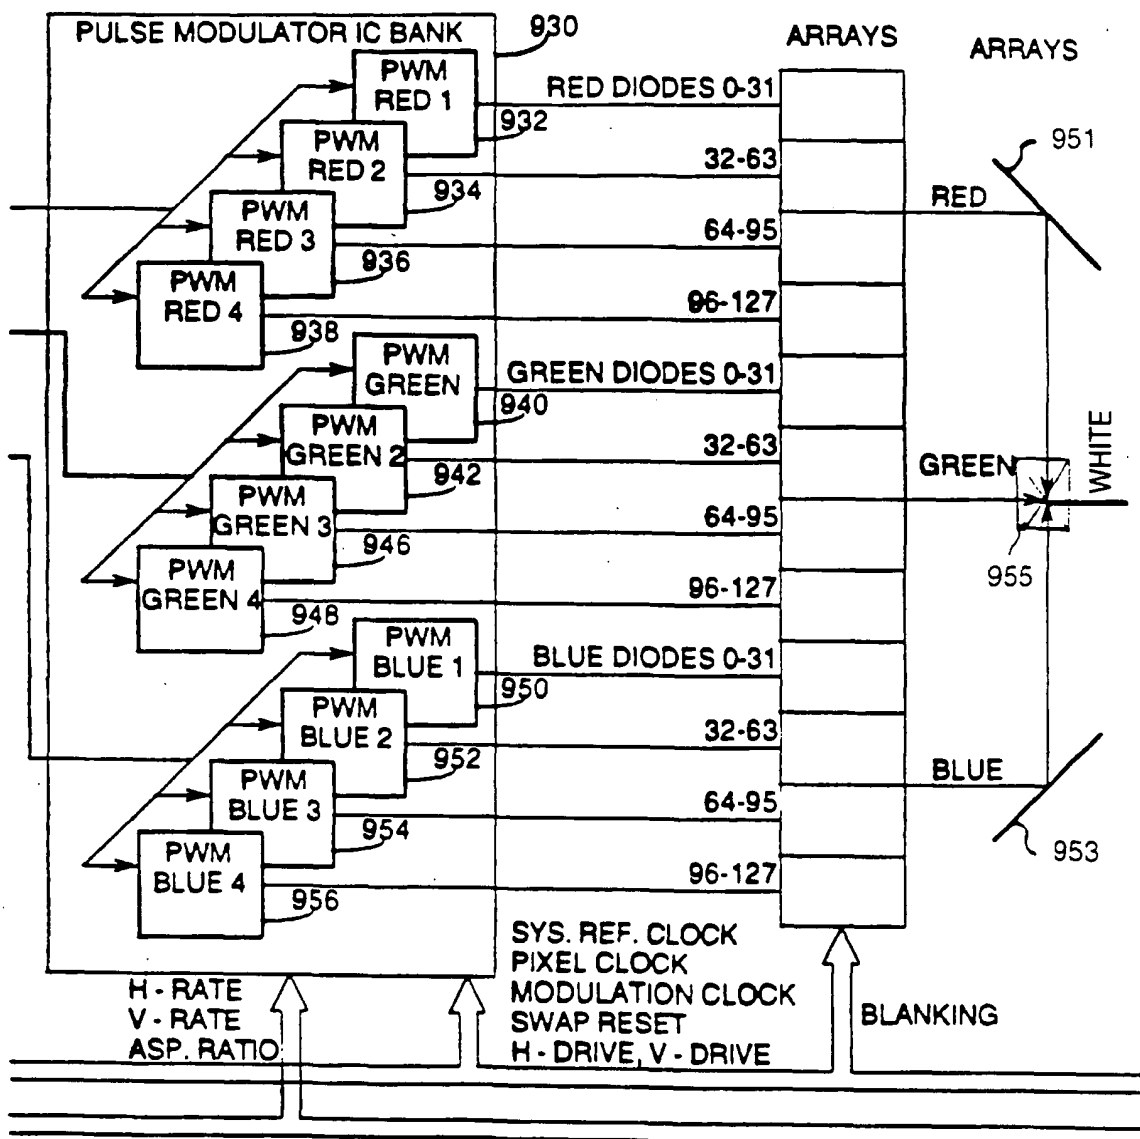 PULSE MODULATOR IC BANK
930
ARRAYS
ARRAYS
PWM
RED 1
932
RED DIODES 0-31
PWM
RED 2
934
32-63
951
RED
PWM
RED 3
936
64-95
PWM
RED 4
938
96-127
PWM
GREEN
940
GREEN DIODES 0-31
PWM
GREEN 2
942
32-63
GREEN
WHITE
PWM
GREEN 3
946
64-95
955
PWM
GREEN 4
948
96-127
PWM
BLUE 1
950
BLUE DIODES 0-31
PWM
BLUE 2
952
32-63
BLUE
PWM
BLUE 3
954
64-95
953
PWM
BLUE 4
956
96-127
H - RATE
V - RATE
ASP. RATIO
SYS. REF. CLOCK
PIXEL CLOCK
MODULATION CLOCK
SWAP RESET
H - DRIVE, V - DRIVE
BLANKING